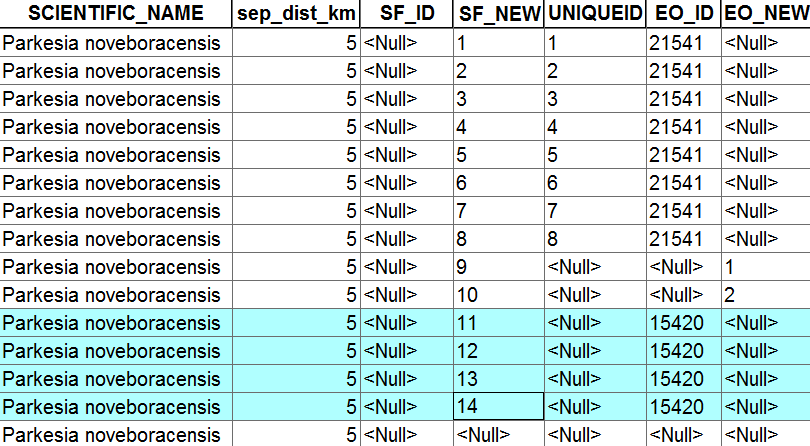 SCIENTIFIC_NAME sep_dist_km SF_ID SF_NEW UNIQUEID EO_ID EO_NEW
Parkesia noveboracensis 5 <Null> 1 1 21541 <Null>
Parkesia noveboracensis 5 <Null> 2 2 21541 <Null>
Parkesia noveboracensis 5 <Null> 3 3 21541 <Null>
Parkesia noveboracensis 5 <Null> 4 4 21541 <Null>
Parkesia noveboracensis 5 <Null> 5 5 21541 <Null>
Parkesia noveboracensis 5 <Null> 6 6 21541 <Null>
Parkesia noveboracensis 5 <Null> 7 7 21541 <Null>
Parkesia noveboracensis 5 <Null> 8 8 21541 <Null>
Parkesia noveboracensis 5 <Null> 9 <Null> <Null> 1
Parkesia noveboracensis 5 <Null> 10 <Null> <Null> 2
Parkesia noveboracensis 5 <Null> 11 <Null> 15420 <Null>
Parkesia noveboracensis 5 <Null> 12 <Null> 15420 <Null>
Parkesia noveboracensis 5 <Null> 13 <Null> 15420 <Null>
Parkesia noveboracensis 5 <Null> 14 <Null> 15420 <Null>
Parkesia noveboracensis 5 <Null> <Null> <Null> <Null> <Null>